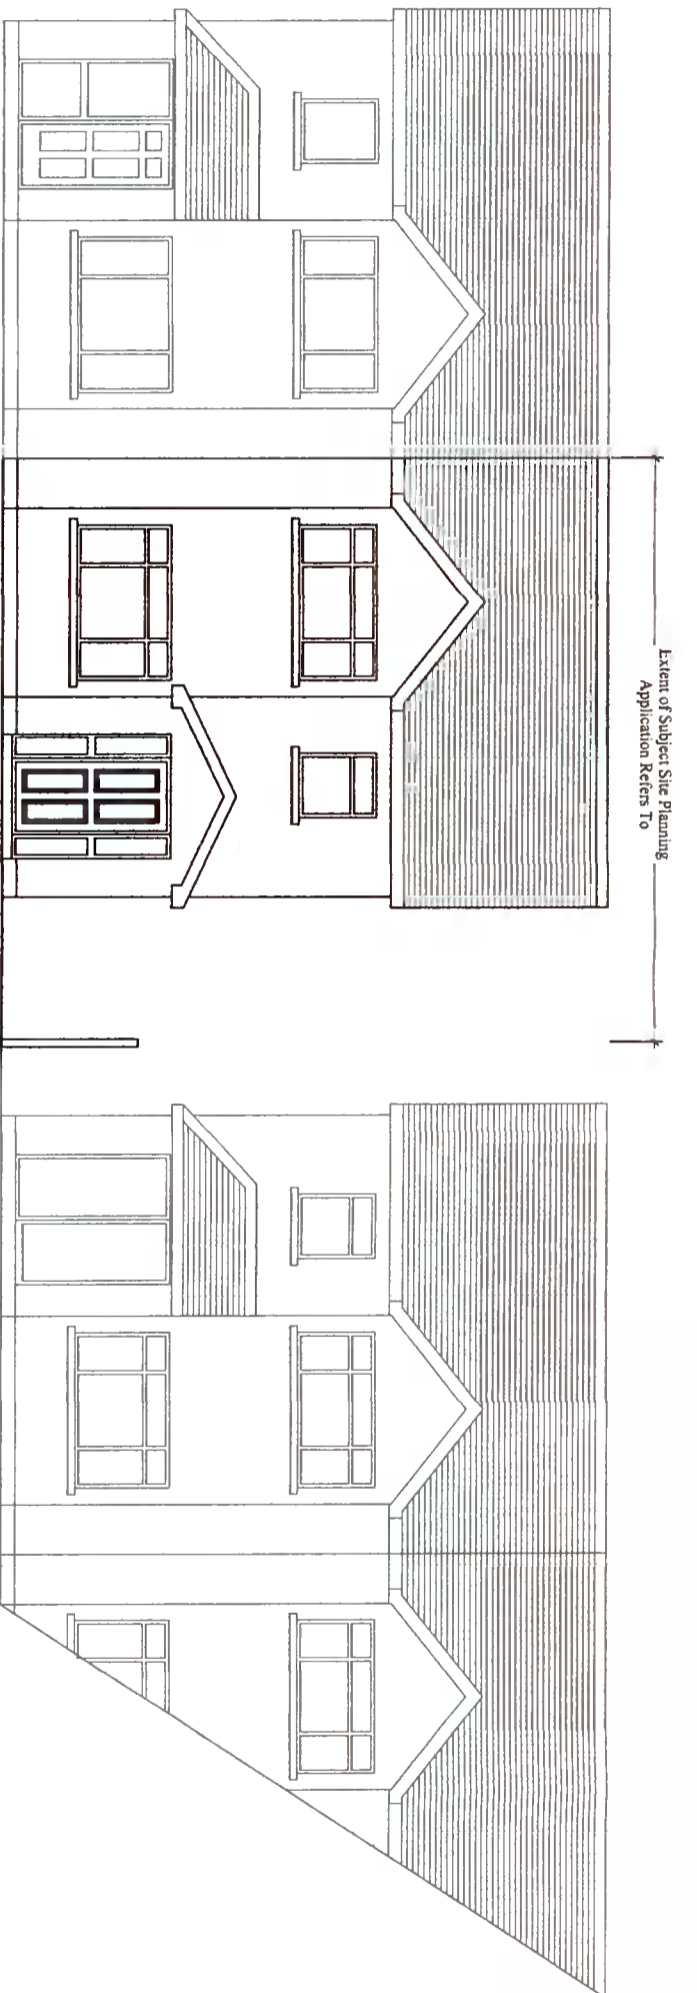 Extent of Subject Site Planning
Application Refers To